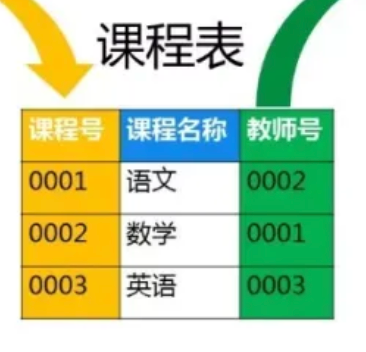 课程表
课程号 课程名称 教师号
0001 语文 0002
0002 数学 0001
0003 英语 0003